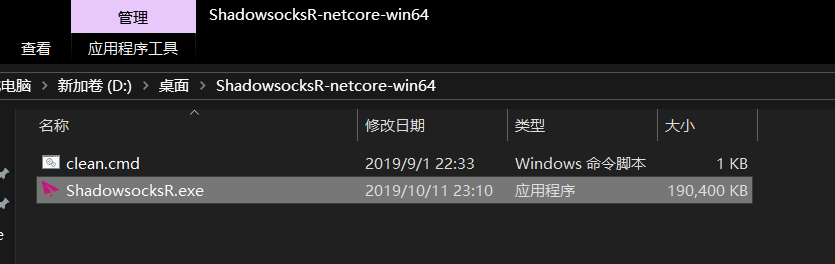 管理
ShadowsocksR-netcore-win64
查看
应用程序工具
电脑 新加卷 (D:) 桌面 ShadowsocksR-netcore-win64
名称 修改日期 类型 大小
clean.cmd 2019/9/1 22:33 Windows 命令脚本 1 KB
ShadowsocksR.exe 2019/10/11 23:10 应用程序 190,400 KB
e